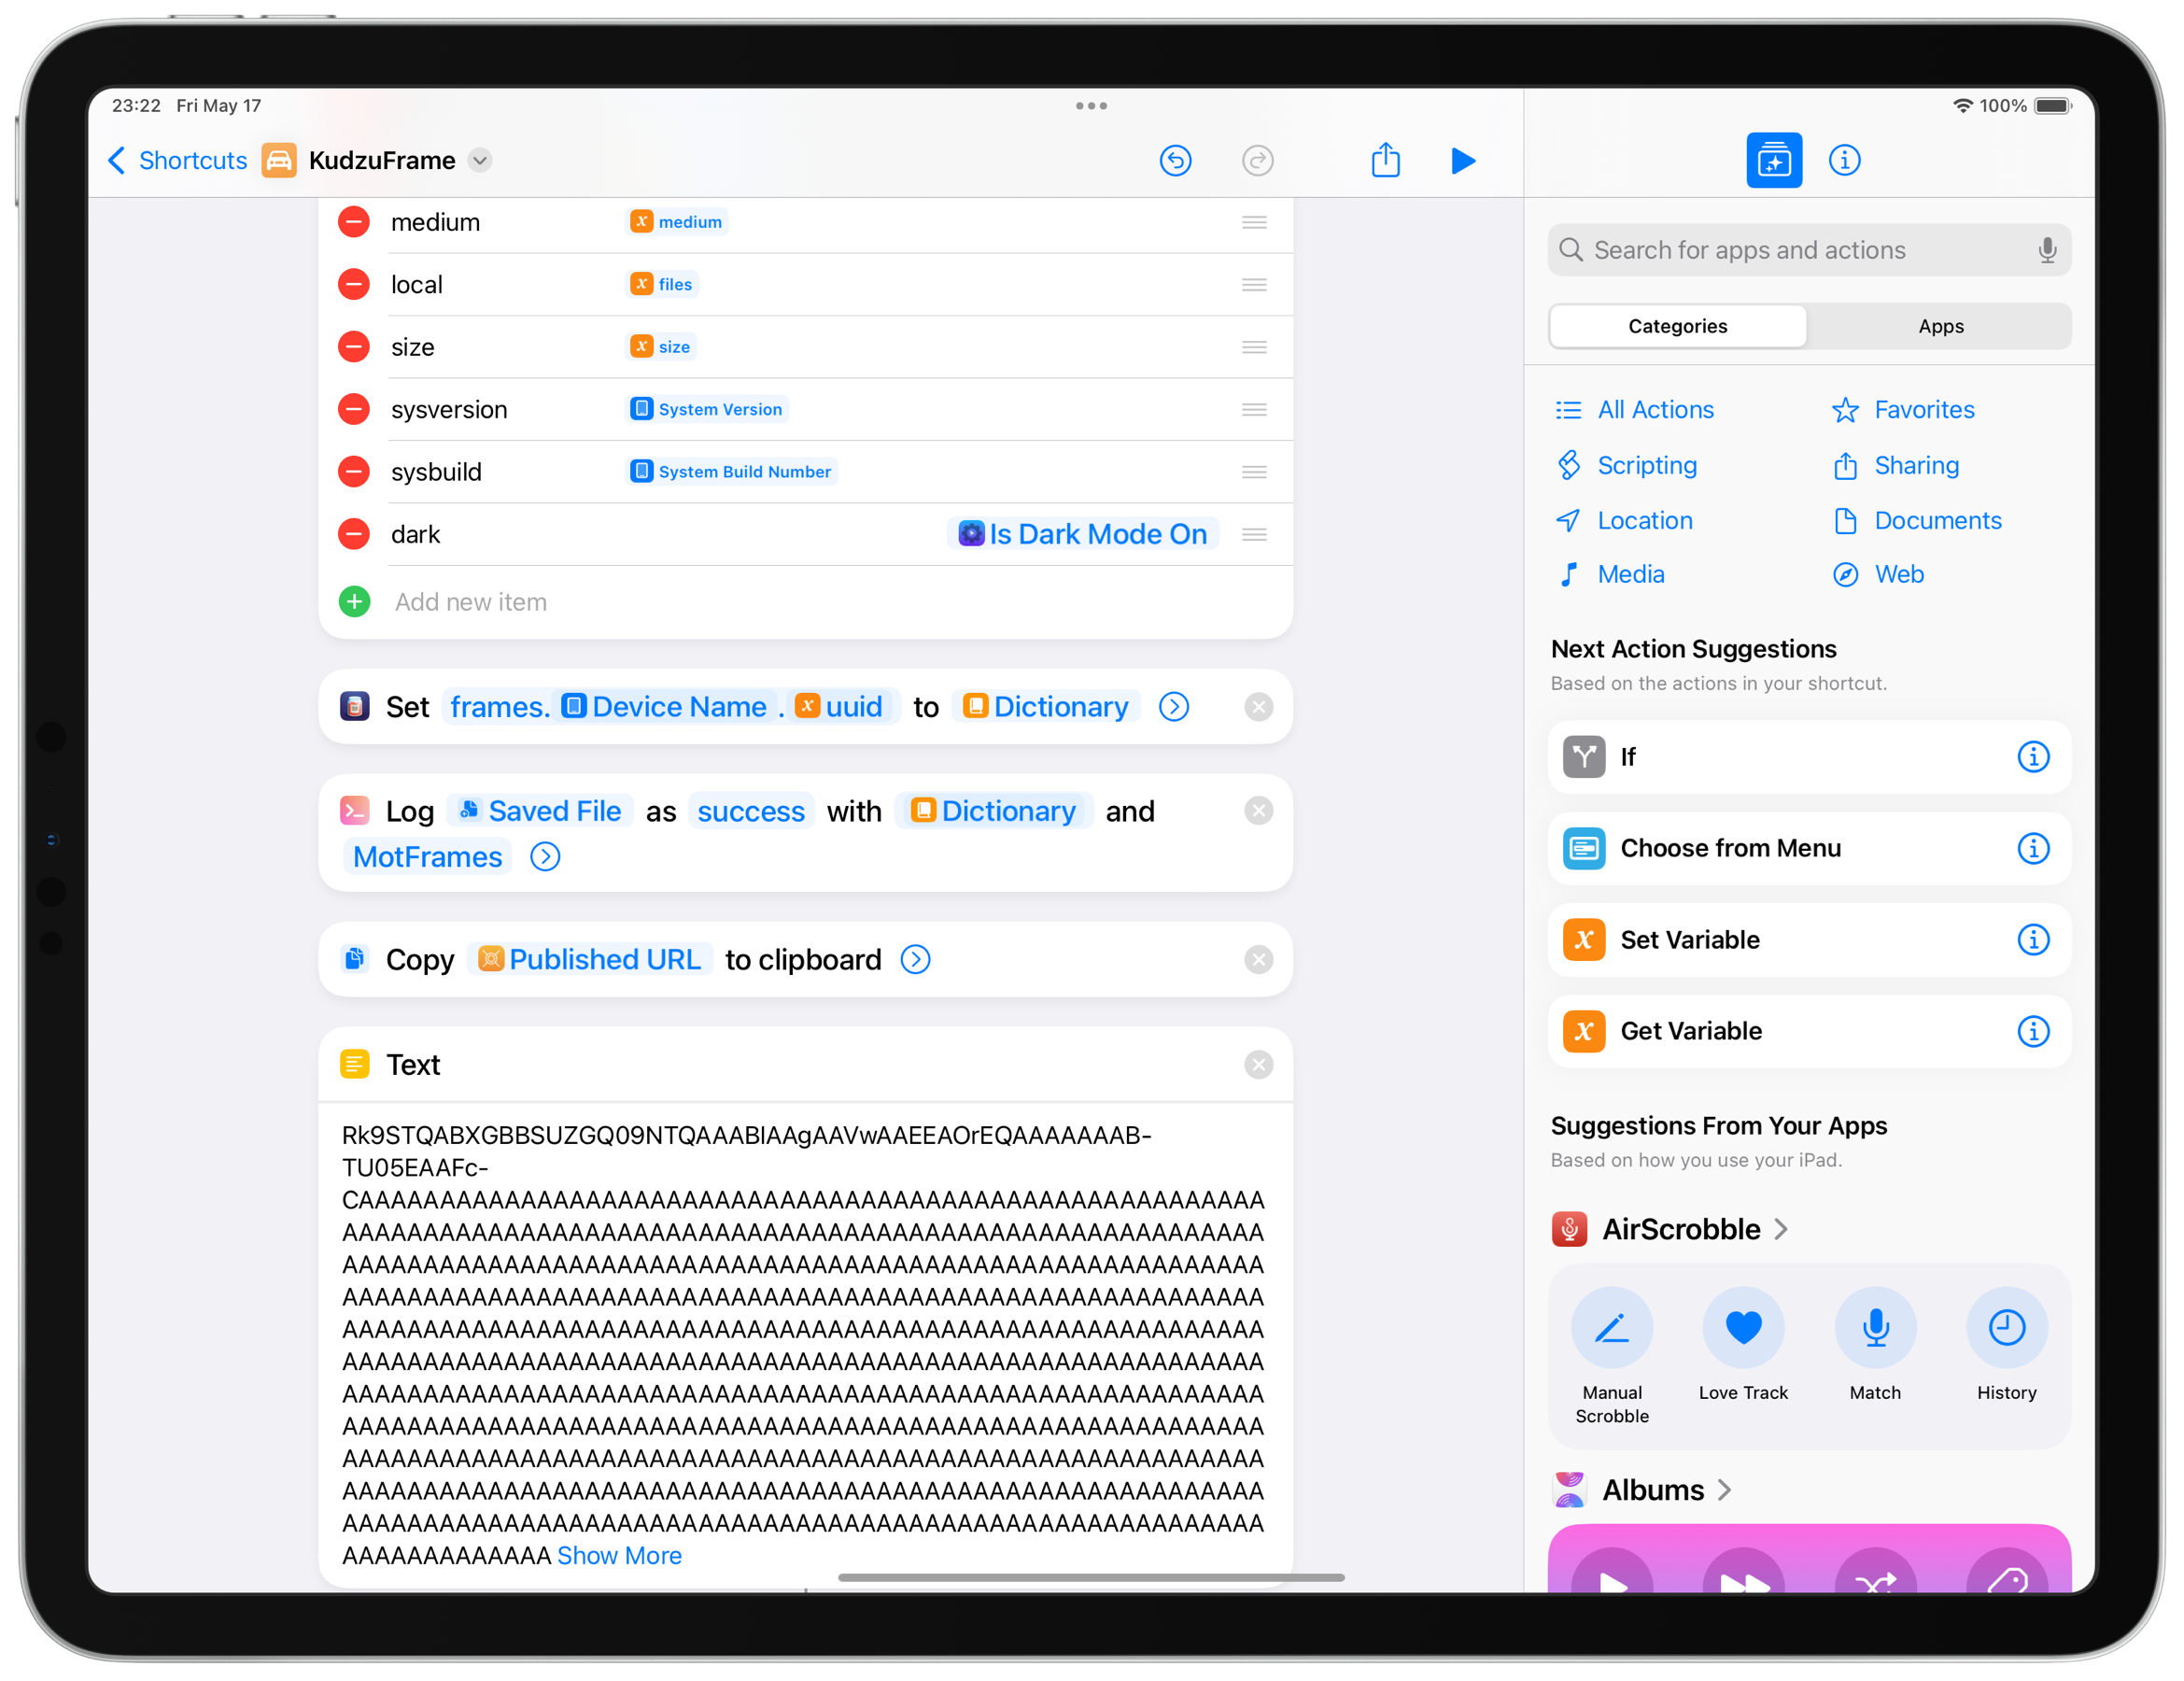 23:22 Fri May 17
100%
Shortcuts KudzuFrame
medium x medium
local x files
size x size
sysversion System Version
sysbuild System Build Number
dark Is Dark Mode On
Add new item
Set frames. Device Name . x uuid to Dictionary
Log Saved File as success with Dictionary and
MotFrames
Copy Published URL to clipboard
Text
Rk9STQABXGBBSUZGQ09NTQAAABIAAgAAVwAAEEAOrEQAAAAAAAB-
TU05EAAFc-
Show More
Search for apps and actions
Categories Apps
All Actions Favorites
Scripting Sharing
Location Documents
Media Web
Next Action Suggestions
Based on the actions in your shortcut.
If
Choose from Menu
x Set Variable
x Get Variable
Suggestions From Your Apps
Based on how you use your iPad.
AirScrobble
Manual
Scrobble
Love Track
Match
History
Albums